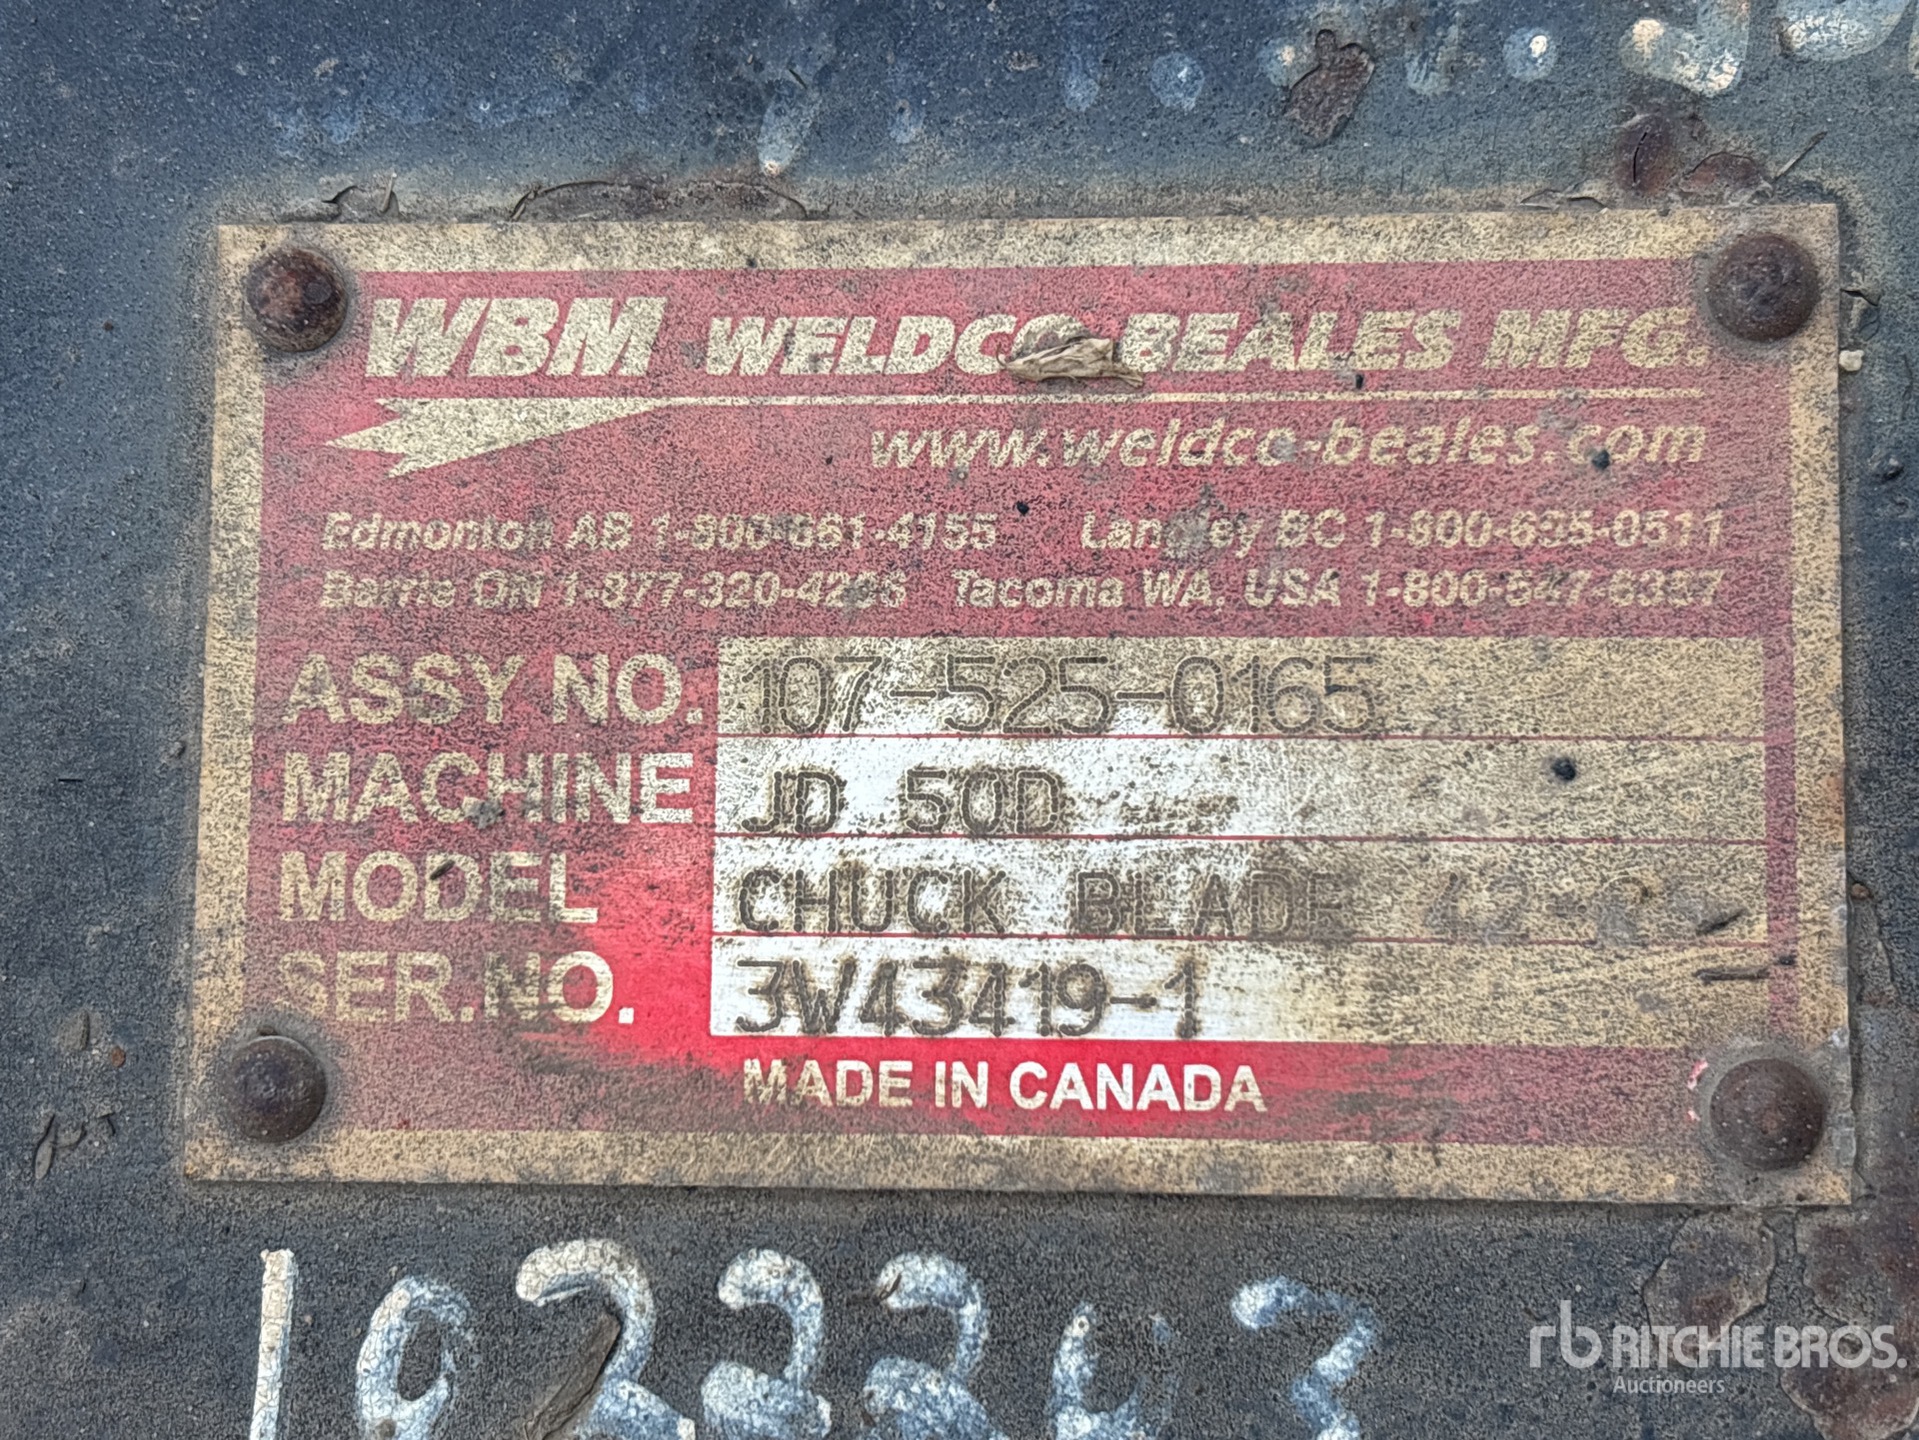 WBM WELDCO-BEALES MFG.
www.weldco-beales.com
Edmonton AB 1-800-661-4155 Langley BC 1-800-635-0511
Barrie ON 1-877-320-4266 Tacoma WA, USA 1-800-547-6357
ASSY NO. 107-525-0165
MACHINE JD 50D
MODEL CHUCK BLADE
SER.NO. 3W43419-1
MADE IN CANADA
rb RITCHIE BROS.
Auctioneers